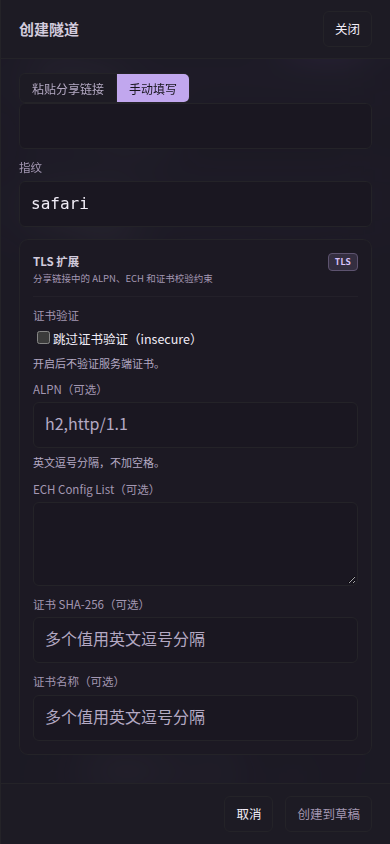 创建隧道
关闭
粘贴分享链接
手动填写
指纹
safari
TLS 扩展
TLS
分享链接中的 ALPN、ECH 和证书校验约束
证书验证
跳过证书验证（insecure）
开启后不验证服务端证书。
ALPN（可选）
h2,http/1.1
英文逗号分隔，不加空格。
ECH Config List（可选）
证书 SHA-256（可选）
多个值用英文逗号分隔
证书名称（可选）
多个值用英文逗号分隔
取消
创建到草稿